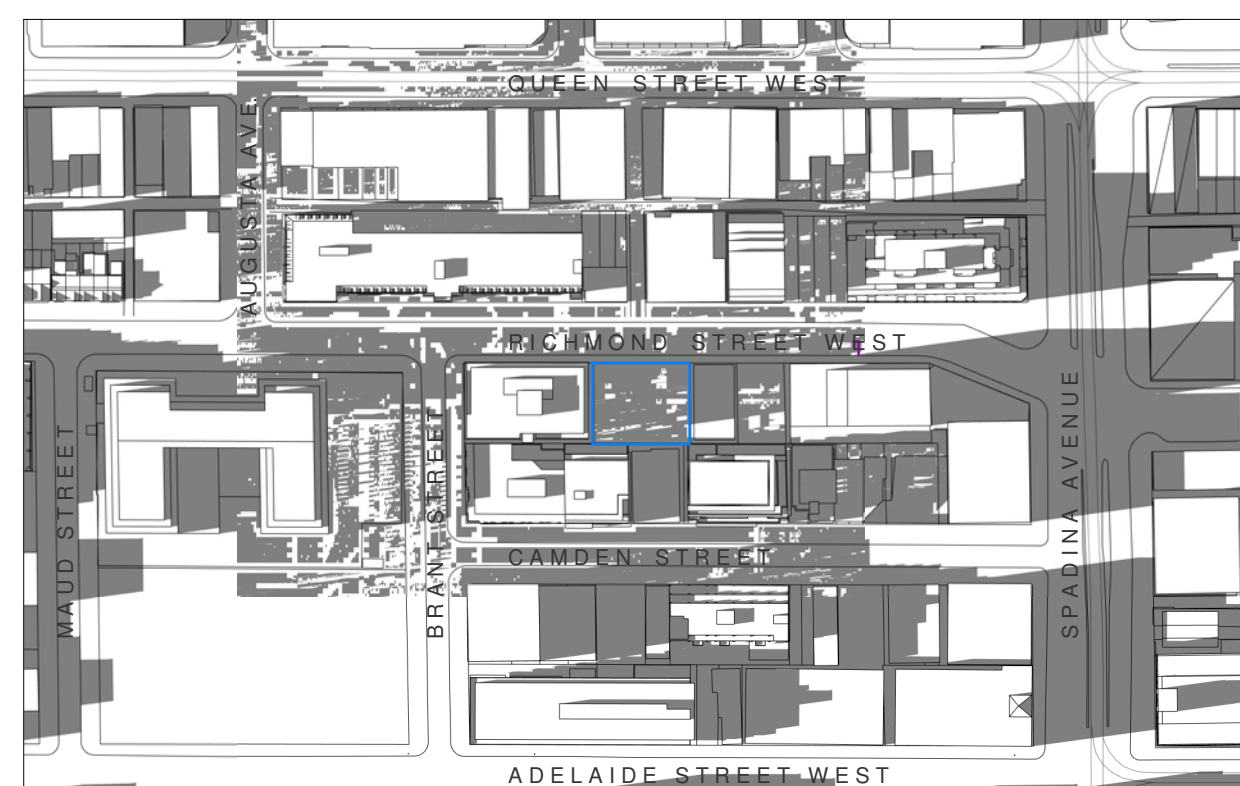 QUEEN STREET WEST
AUGUSTA AVE.
RICHMOND STREET WEST
MAUD STREET
BRANT STREET
SPADINA AVENUE
CAMDEN STREET
ADELAIDE STREET WEST